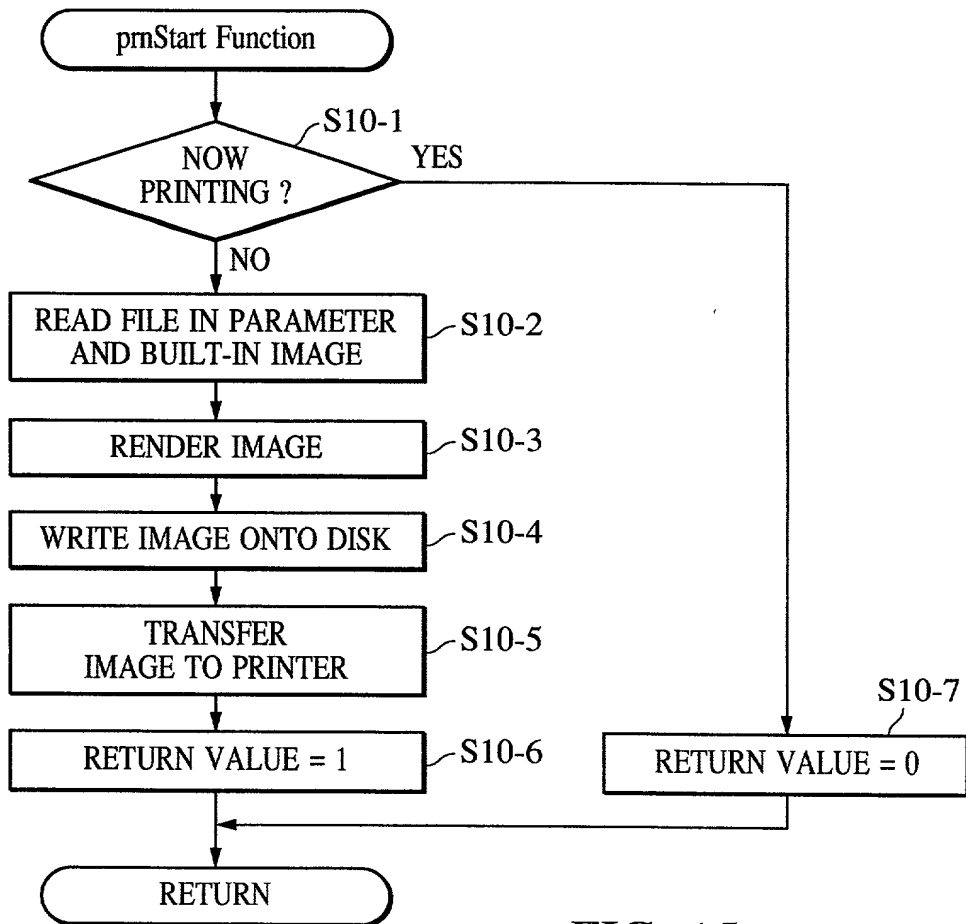 prnStart Function
S10-1
NOW
PRINTING ?
YES
NO
READ FILE IN PARAMETER
AND BUILT-IN IMAGE
S10-2
RENDER IMAGE
S10-3
WRITE IMAGE ONTO DISK
S10-4
TRANSFER
IMAGE TO PRINTER
S10-5
RETURN VALUE = 1
S10-6
S10-7
RETURN VALUE = 0
RETURN